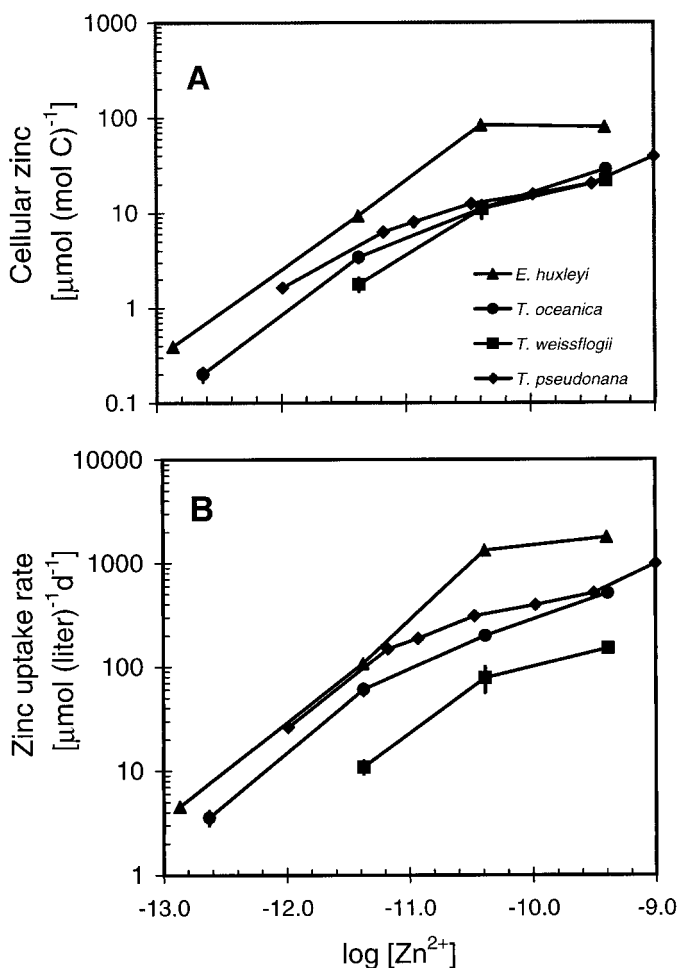 1000
100
10
1
0.1
A
Cellular zinc
[μmol (mol C)⁻¹]
E. huxleyi
T. oceanica
T. weissflogii
T. pseudonana
10000
1000
100
10
1
B
Zinc uptake rate
[μmol (liter)⁻¹d⁻¹]
-13.0 -12.0 -11.0 -10.0 -9.0
log [Zn²⁺]